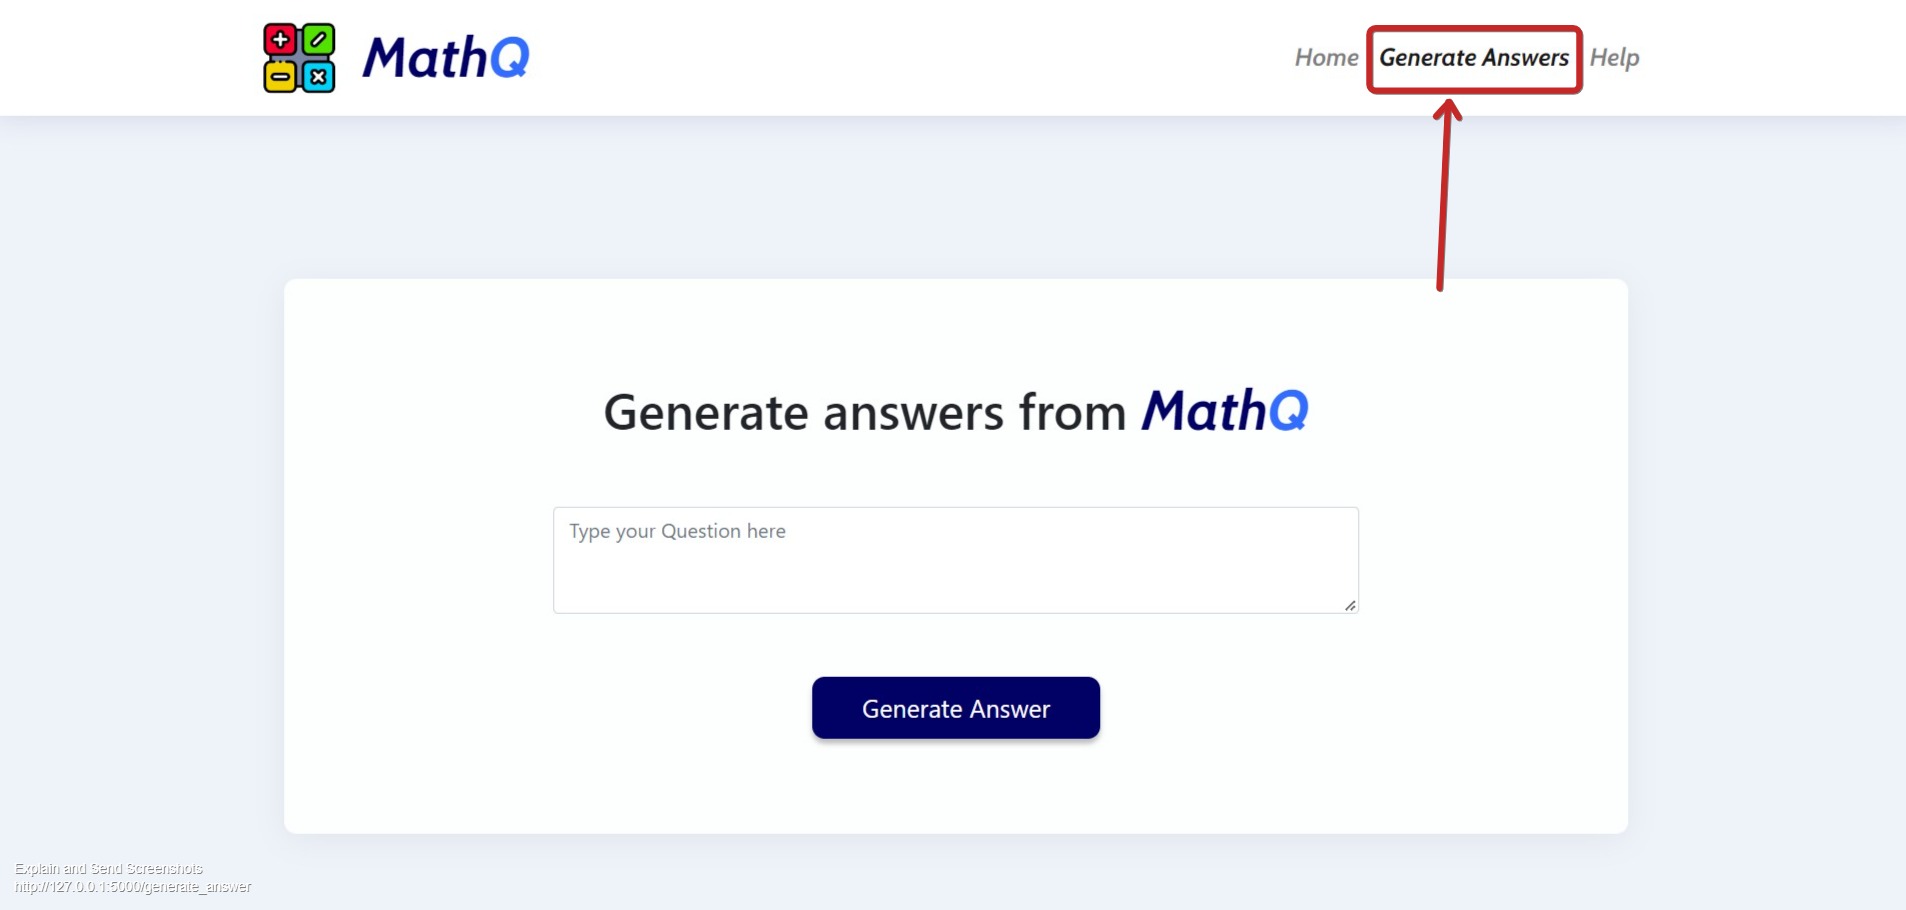 MathQ
Home Generate Answers Help
Generate answers from MathQ
Type your Question here
Generate Answer
Explain and Send Screenshots
http://127.0.0.1:5000/generate_answer